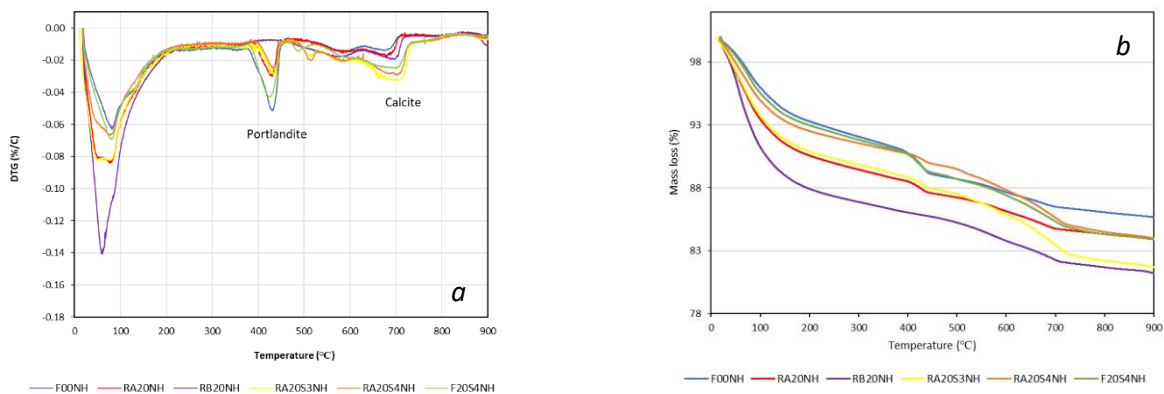 0.00
-0.02
-0.04
-0.06
-0.08
-0.10
-0.12
-0.14
-0.16
-0.18
DTG (%/C)
Portlandite
Calcite
a
0 100 200 300 400 500 600 700 800 900
Temperature (°C)
F00NH RA20NH RB20NH RA20S3NH RA20S4NH F20S4NH
98
93
88
83
78
Mass loss (%)
b
0 100 200 300 400 500 600 700 800 900
Temperature (°C)
F00NH RA20NH RB20NH RA20S3NH RA20S4NH F20S4NH